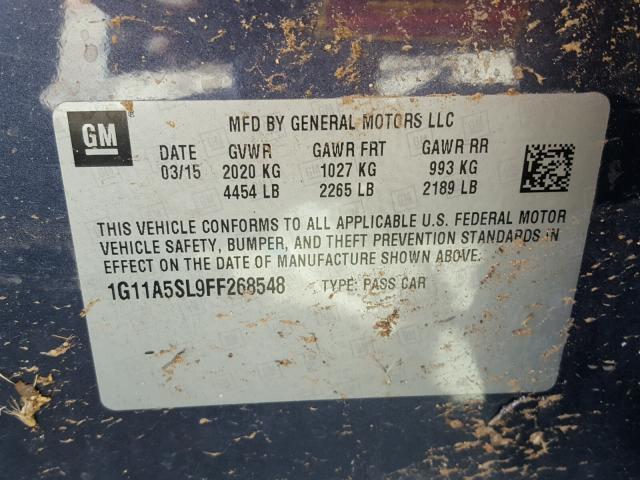 GM ® MFD BY GENERAL MOTORS LLC
DATE GVWR GAWR FRT GAWR RR
03/15 2020 KG 1027 KG 993 KG
4454 LB 2265 LB 2189 LB
THIS VEHICLE CONFORMS TO ALL APPLICABLE U.S. FEDERAL MOTOR
VEHICLE SAFETY, BUMPER, AND THEFT PREVENTION STANDARDS IN
EFFECT ON THE DATE OF MANUFACTURE SHOWN ABOVE.
1G11A5SL9FF268548 TYPE: PASS CAR